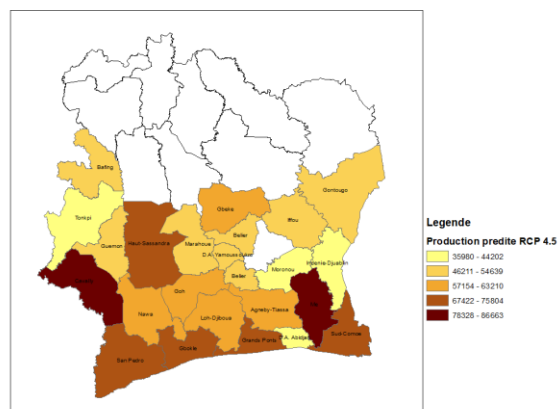 Bafing
Gontougo
Tonkpi
Gbeke
Iffou
Haut-Sassandra
Marahoue
Belier
Guemon
D.A. Yamoussoukro
Indenie-Djuablin
Moronou
Belier
Goh
Nawa
Loh-Djiboua
Agneby-Tiassa
Sud-Comoe
Grands Ponts
D.A. Abidjan
Gbokle
San Pedro
Legende
Production predite RCP 4.5
35980 - 44202
46211 - 54639
57154 - 63210
67422 - 75804
78328 - 86663